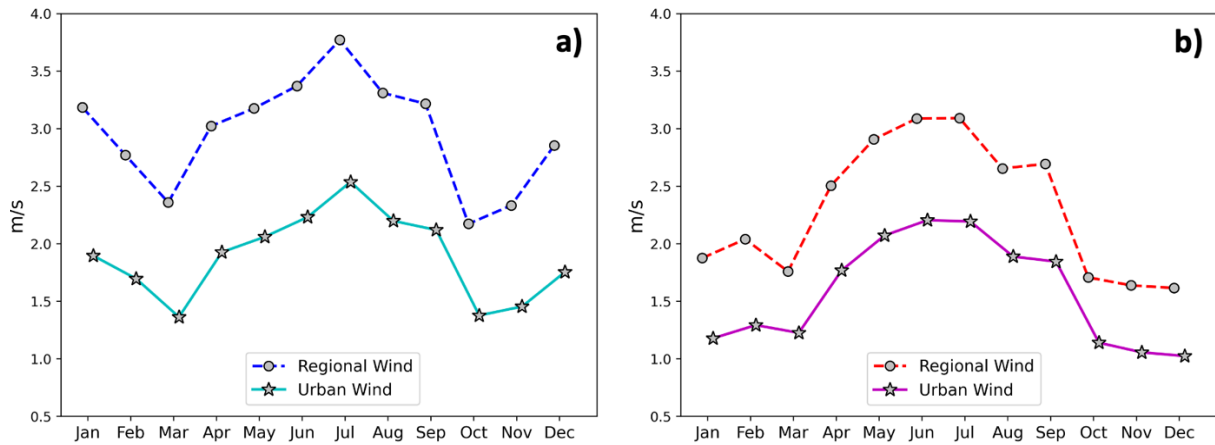 a)
4.0
3.5
3.0
2.5
2.0
1.5
1.0
0.5
m/s
Jan Feb Mar Apr May Jun Jul Aug Sep Oct Nov Dec
Regional Wind
Urban Wind
b)
4.0
3.5
3.0
2.5
2.0
1.5
1.0
0.5
m/s
Jan Feb Mar Apr May Jun Jul Aug Sep Oct Nov Dec
Regional Wind
Urban Wind